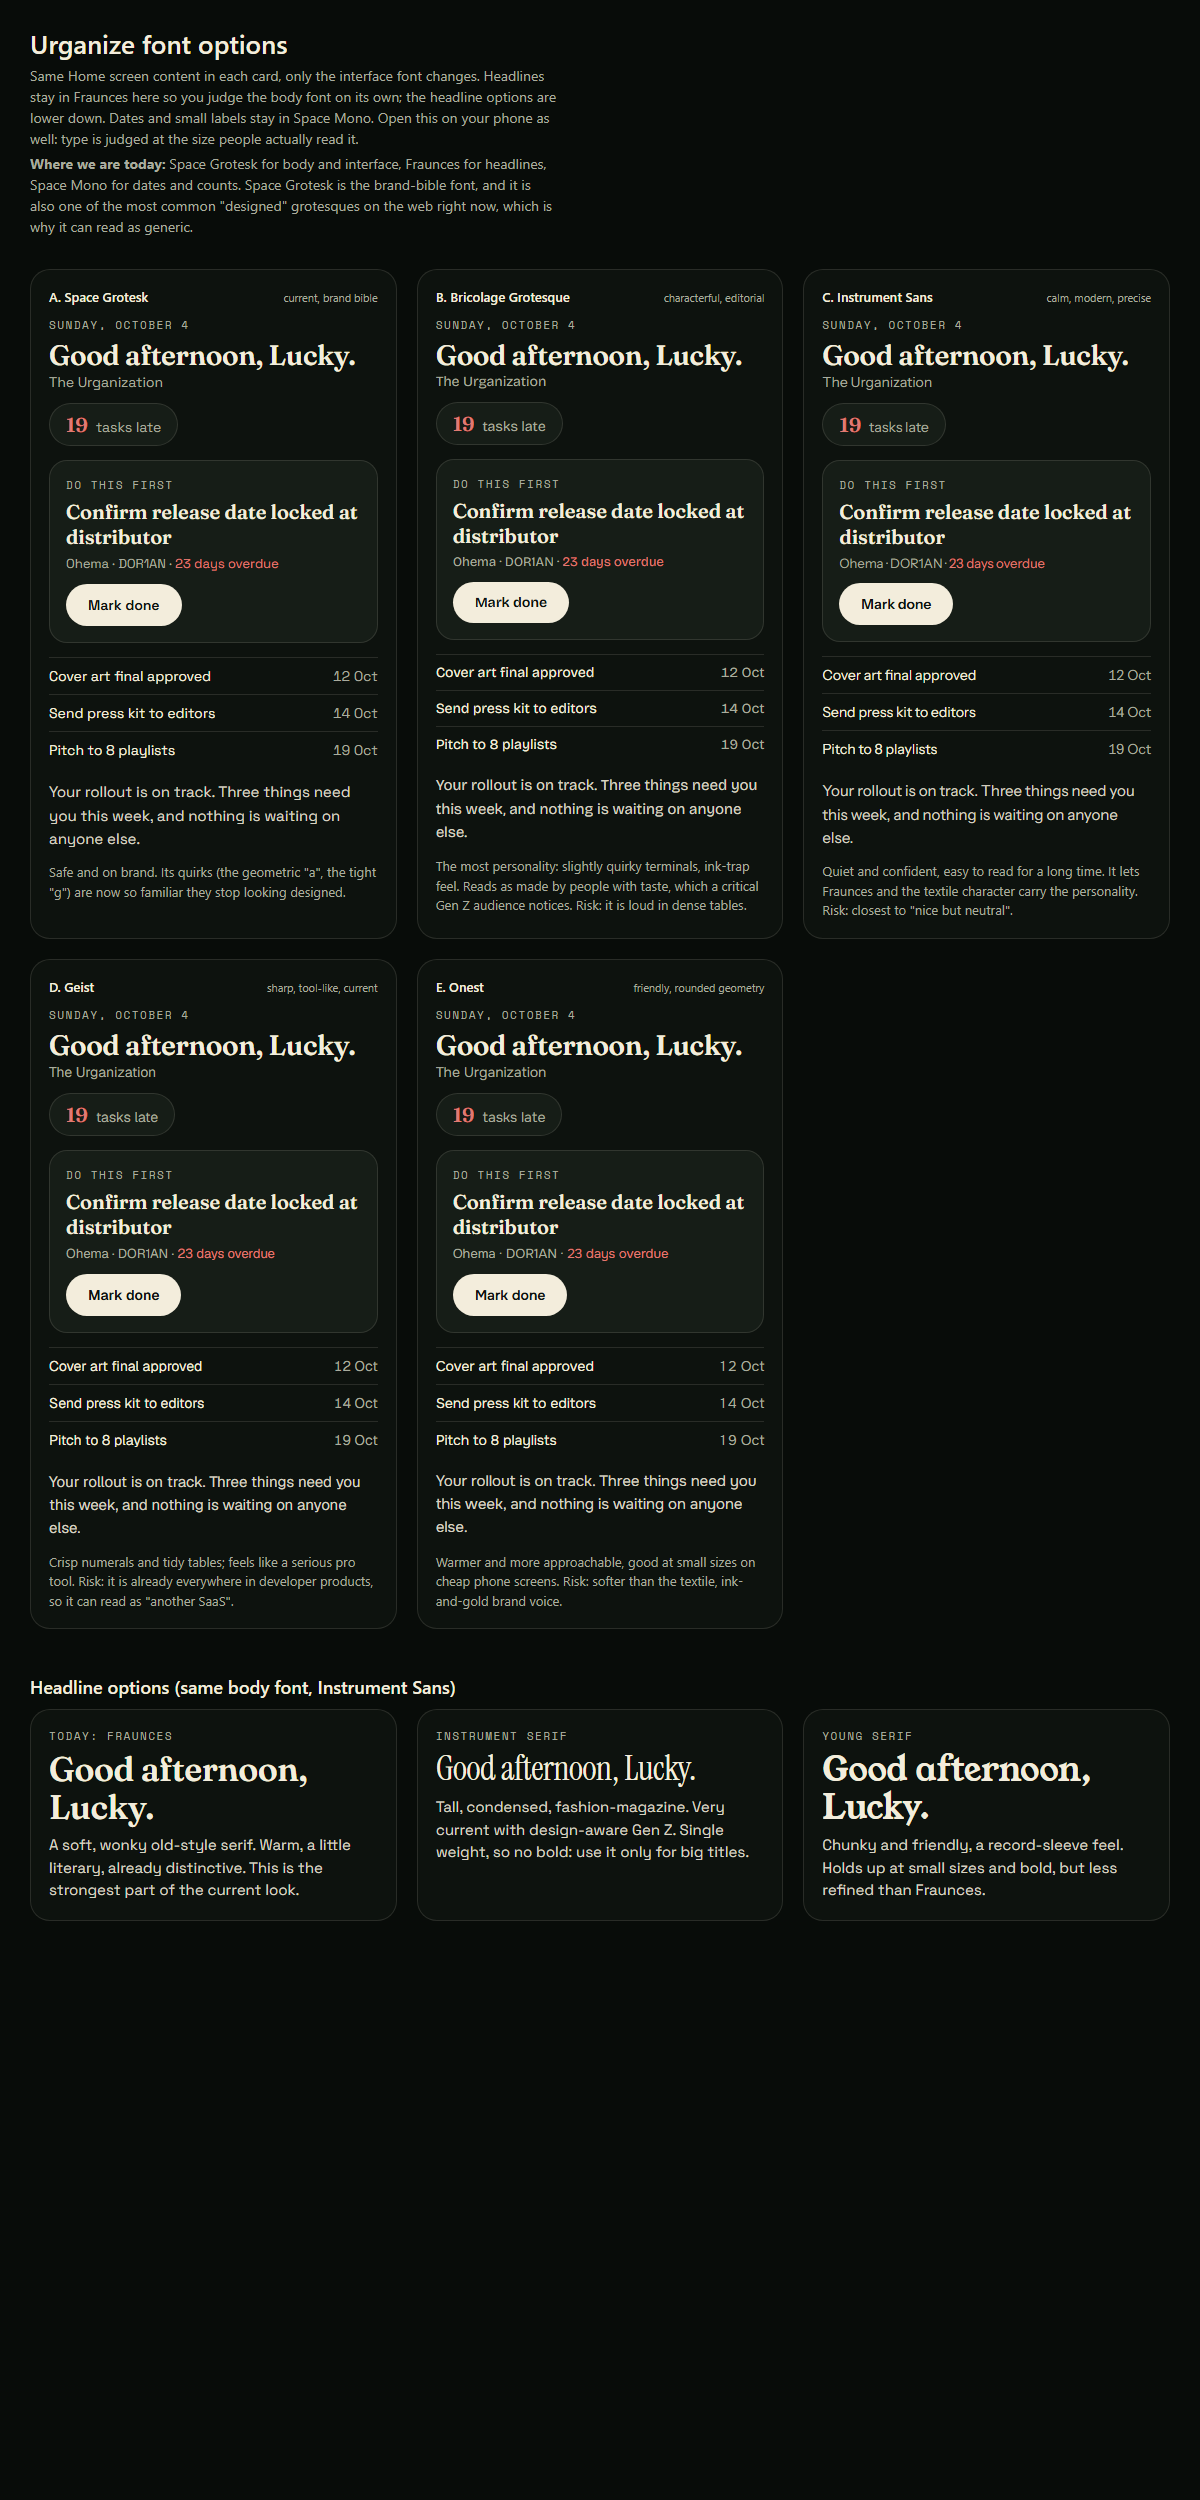 Urganize font options
Same Home screen content in each card, only the interface font changes. Headlines
stay in Fraunces here so you judge the body font on its own; the headline options are
lower down. Dates and small labels stay in Space Mono. Open this on your phone as
well: type is judged at the size people actually read it.
Where we are today: Space Grotesk for body and interface, Fraunces for headlines,
Space Mono for dates and counts. Space Grotesk is the brand-bible font, and it is
also one of the most common "designed" grotesques on the web right now, which is
why it can read as generic.
A. Space Grotesk
current, brand bible
SUNDAY, OCTOBER 4
Good afternoon, Lucky.
The Urganization
19 tasks late
DO THIS FIRST
Confirm release date locked at
distributor
Ohema · DOR1AN · 23 days overdue
Mark done
Cover art final approved 12 Oct
Send press kit to editors 14 Oct
Pitch to 8 playlists 19 Oct
Your rollout is on track. Three things need
you this week, and nothing is waiting on
anyone else.
Safe and on brand. Its quirks (the geometric "a", the tight
"g") are now so familiar they stop looking designed.
B. Bricolage Grotesque
characterful, editorial
SUNDAY, OCTOBER 4
Good afternoon, Lucky.
The Urganization
19 tasks late
DO THIS FIRST
Confirm release date locked at
distributor
Ohema · DOR1AN · 23 days overdue
Mark done
Cover art final approved 12 Oct
Send press kit to editors 14 Oct
Pitch to 8 playlists 19 Oct
Your rollout is on track. Three things need you
this week, and nothing is waiting on anyone
else.
The most personality: slightly quirky terminals, ink-trap
feel. Reads as made by people with taste, which a critical
Gen Z audience notices. Risk: it is loud in dense tables.
C. Instrument Sans
calm, modern, precise
SUNDAY, OCTOBER 4
Good afternoon, Lucky.
The Urganization
19 tasks late
DO THIS FIRST
Confirm release date locked at
distributor
Ohema · DOR1AN · 23 days overdue
Mark done
Cover art final approved 12 Oct
Send press kit to editors 14 Oct
Pitch to 8 playlists 19 Oct
Your rollout is on track. Three things need you
this week, and nothing is waiting on anyone
else.
Quiet and confident, easy to read for a long time. It lets
Fraunces and the textile character carry the personality.
Risk: closest to "nice but neutral".
D. Geist
sharp, tool-like, current
SUNDAY, OCTOBER 4
Good afternoon, Lucky.
The Urganization
19 tasks late
DO THIS FIRST
Confirm release date locked at
distributor
Ohema · DOR1AN · 23 days overdue
Mark done
Cover art final approved 12 Oct
Send press kit to editors 14 Oct
Pitch to 8 playlists 19 Oct
Your rollout is on track. Three things need you
this week, and nothing is waiting on anyone
else.
Crisp numerals and tidy tables; feels like a serious pro
tool. Risk: it is already everywhere in developer products,
so it can read as "another SaaS".
E. Onest
friendly, rounded geometry
SUNDAY, OCTOBER 4
Good afternoon, Lucky.
The Urganization
19 tasks late
DO THIS FIRST
Confirm release date locked at
distributor
Ohema · DOR1AN · 23 days overdue
Mark done
Cover art final approved 12 Oct
Send press kit to editors 14 Oct
Pitch to 8 playlists 19 Oct
Your rollout is on track. Three things need you
this week, and nothing is waiting on anyone
else.
Warmer and more approachable, good at small sizes on
cheap phone screens. Risk: softer than the textile, ink-
and-gold brand voice.
Headline options (same body font, Instrument Sans)
TODAY: FRAUNCES
Good afternoon,
Lucky.
A soft, wonky old-style serif. Warm, a little
literary, already distinctive. This is the
strongest part of the current look.
INSTRUMENT SERIF
Good afternoon, Lucky.
Tall, condensed, fashion-magazine. Very
current with design-aware Gen Z. Single
weight, so no bold: use it only for big titles.
YOUNG SERIF
Good afternoon,
Lucky.
Chunky and friendly, a record-sleeve feel.
Holds up at small sizes and bold, but less
refined than Fraunces.